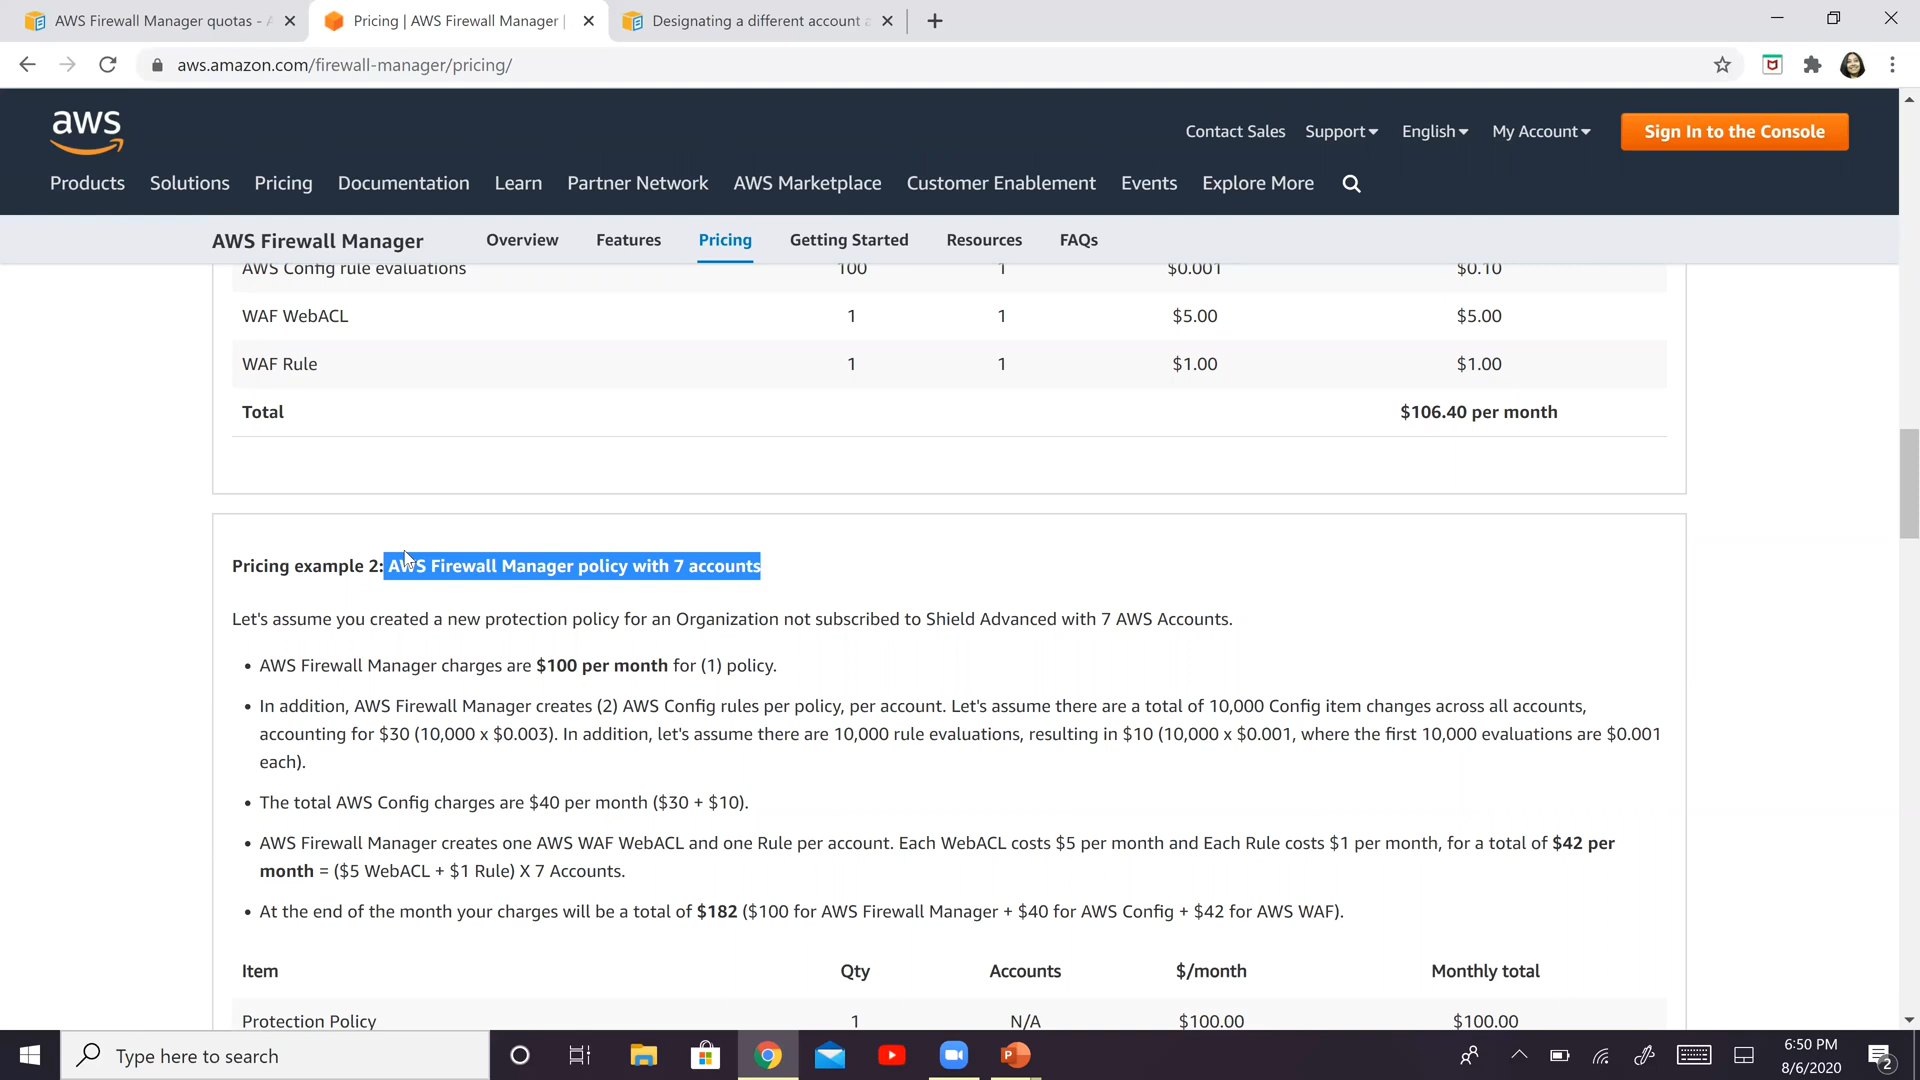 AWS Firewall Manager quotas - A
Pricing | AWS Firewall Manager |
Designating a different account a
aws.amazon.com/firewall-manager/pricing/
aws
Contact Sales Support English My Account Sign In to the Console
Products Solutions Pricing Documentation Learn Partner Network AWS Marketplace Customer Enablement Events Explore More
AWS Firewall Manager Overview Features Pricing Getting Started Resources FAQs
AWS Config rule evaluations 100 1 $0.001 $0.10
WAF WebACL 1 1 $5.00 $5.00
WAF Rule 1 1 $1.00 $1.00
Total $106.40 per month
Pricing example 2: AWS Firewall Manager policy with 7 accounts
Let's assume you created a new protection policy for an Organization not subscribed to Shield Advanced with 7 AWS Accounts.
• AWS Firewall Manager charges are $100 per month for (1) policy.
• In addition, AWS Firewall Manager creates (2) AWS Config rules per policy, per account. Let's assume there are a total of 10,000 Config item changes across all accounts,
accounting for $30 (10,000 x $0.003). In addition, let's assume there are 10,000 rule evaluations, resulting in $10 (10,000 x $0.001, where the first 10,000 evaluations are $0.001
each).
• The total AWS Config charges are $40 per month ($30 + $10).
• AWS Firewall Manager creates one AWS WAF WebACL and one Rule per account. Each WebACL costs $5 per month and Each Rule costs $1 per month, for a total of $42 per
month = ($5 WebACL + $1 Rule) X 7 Accounts.
• At the end of the month your charges will be a total of $182 ($100 for AWS Firewall Manager + $40 for AWS Config + $42 for AWS WAF).
Item Qty Accounts $/month Monthly total
Protection Policy 1 N/A $100.00 $100.00
Type here to search
6:50 PM
8/6/2020
2